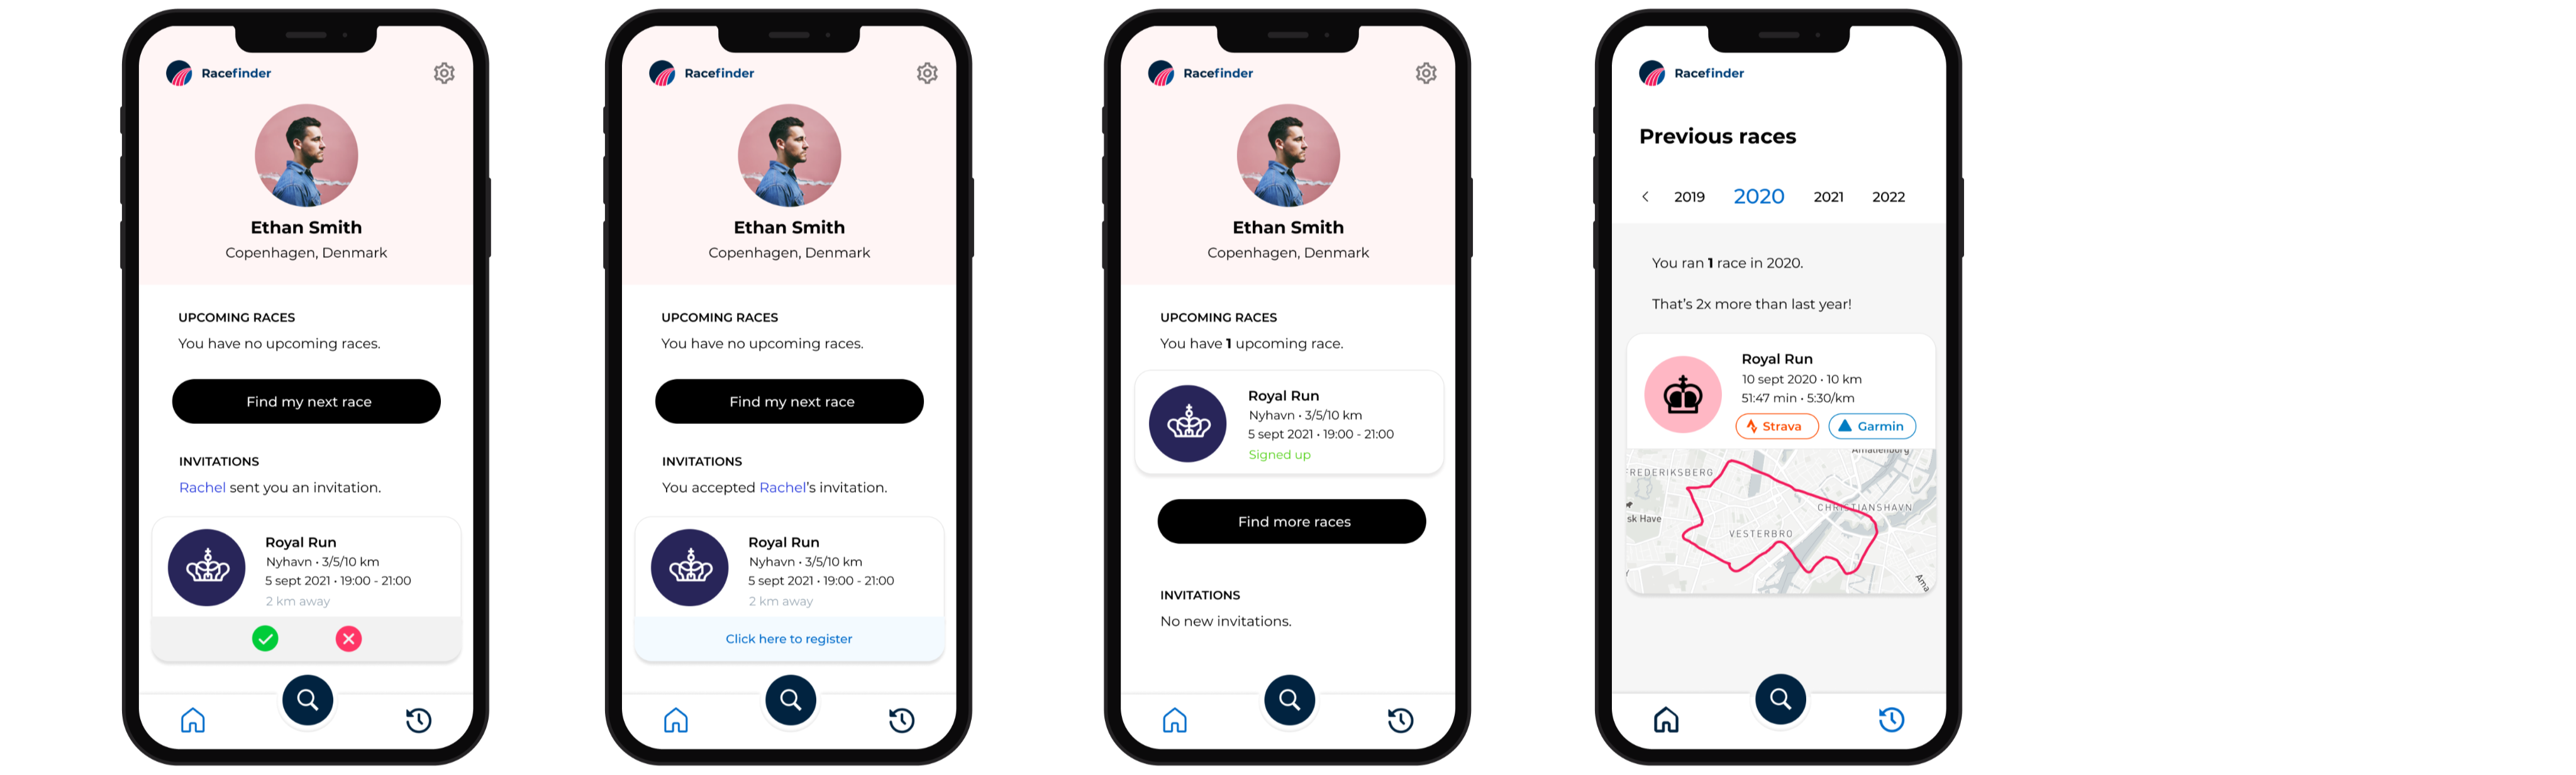 Racefinder
Ethan Smith
Copenhagen, Denmark
UPCOMING RACES
You have no upcoming races.
Find my next race
INVITATIONS
Rachel sent you an invitation.
Royal Run
Nyhavn • 3/5/10 km
5 sept 2021 • 19:00 - 21:00
2 km away
Racefinder
Ethan Smith
Copenhagen, Denmark
UPCOMING RACES
You have no upcoming races.
Find my next race
INVITATIONS
You accepted Rachel's invitation.
Royal Run
Nyhavn • 3/5/10 km
5 sept 2021 • 19:00 - 21:00
2 km away
Click here to register
Racefinder
Ethan Smith
Copenhagen, Denmark
UPCOMING RACES
You have 1 upcoming race.
Royal Run
Nyhavn • 3/5/10 km
5 sept 2021 • 19:00 - 21:00
Signed up
Find more races
INVITATIONS
No new invitations.
Racefinder
Previous races
2019 2020 2021 2022
You ran 1 race in 2020.
That's 2x more than last year!
Royal Run
10 sept 2020 • 10 km
51:47 min • 5:30/km
Strava Garmin
Amalienborg
FREDERIKSBERG
CHRISTIANSHAVN
sk Have
VESTERBRO
Ama